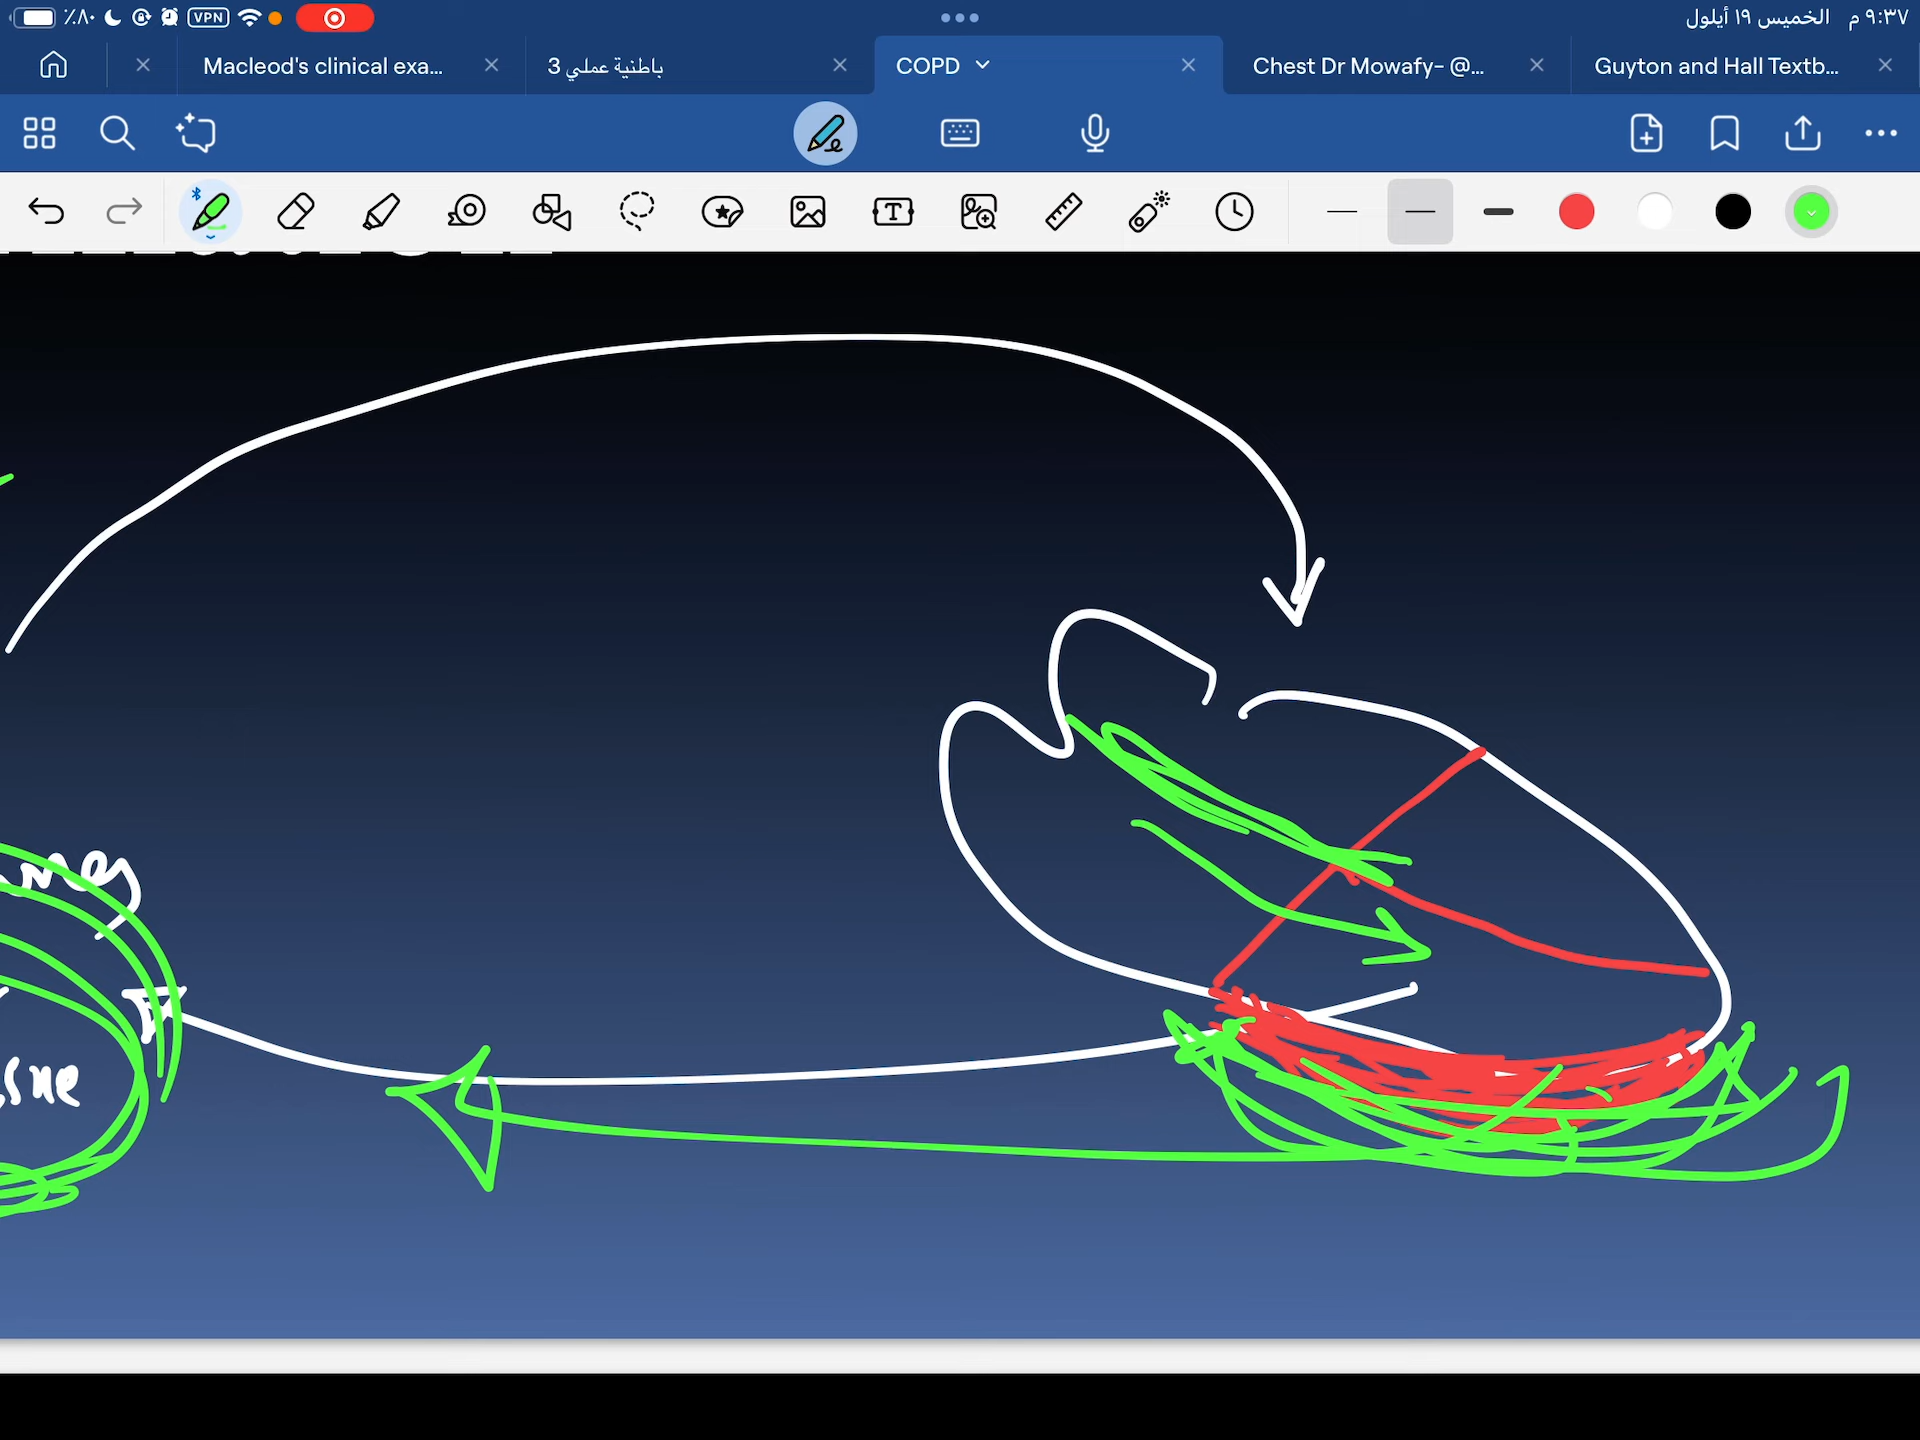 ٪٨٠ VPN ٩:٣٧ م الخميس ١٩ أيلول
Macleod's clinical exa... باطنية عملي 3 COPD Chest Dr Mowafy- @... Guyton and Hall Textb...